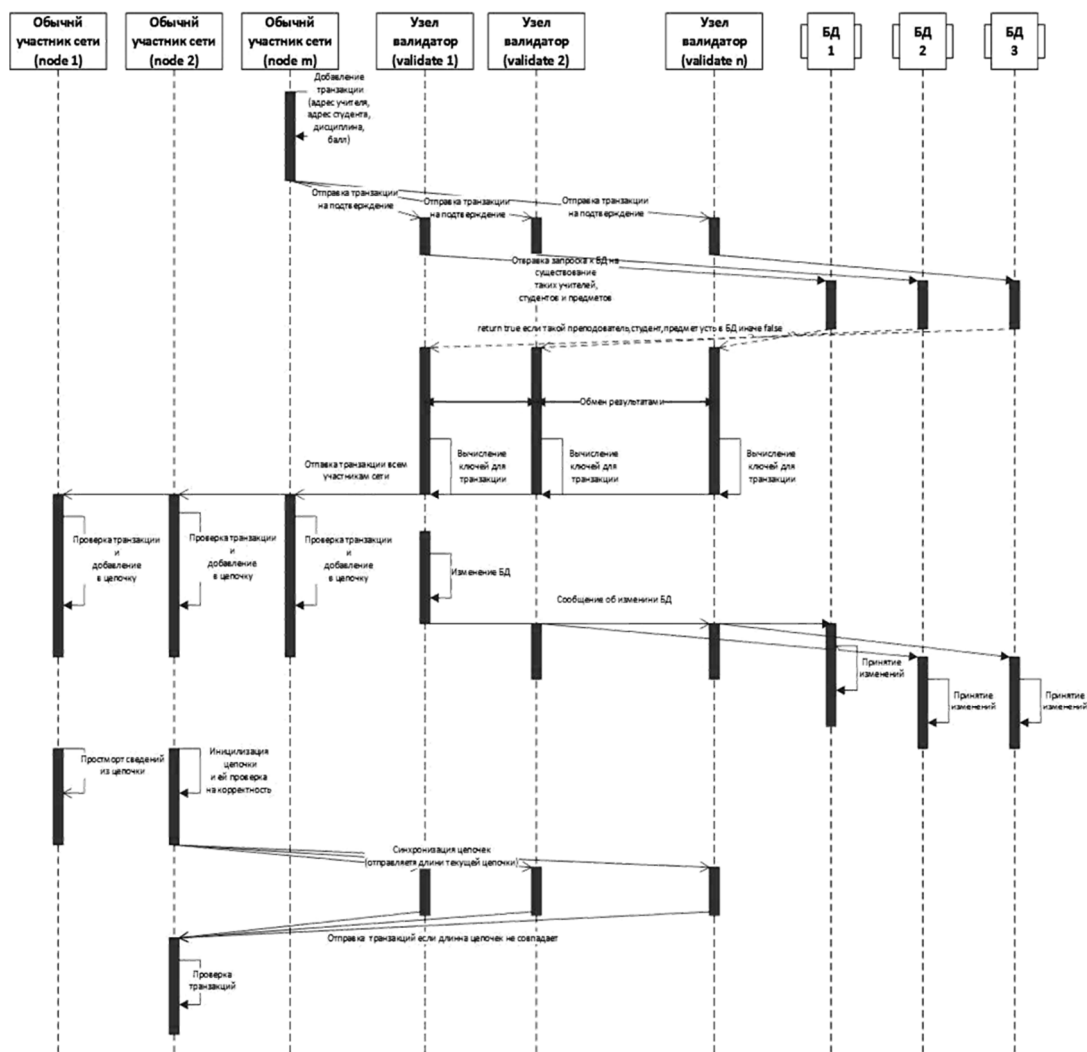 Обычнй
участник сети
(node 1)
Обычнй
участник сети
(node 2)
Обычнй
участник сети
(node m)
Узел
валидатор
(validate 1)
Узел
валидатор
(validate 2)
Узел
валидатор
(validate n)
БД
1
БД
2
БД
3
Добавление
транзакции
(адрес учителя,
адрес студента,
дисциплина,
балл)
Отправка транзакции
на подтверждение
Отправка транзакции
на подтверждение
Отправка транзакции
на подтверждение
Отправка запроска к БД на
существование
таких учителей,
студентов и предметов
return true если такой преподователь,студент,предмет усть в БД иначе false
Обмен результатами
Вычисление
ключей для
транзакции
Вычисление
ключей для
транзакции
Вычисление
ключей для
транзакции
Отпавка транзакции всем
участникам сети
Проверка транзакции
и
добавление
в цепочку
Проверка транзакции
и
добавление
в цепочку
Проверка транзакции
и
добавление
в цепочку
Изменение БД
Сообщение об изменини БД
Принятие
изменений
Принятие
изменений
Принятие
изменений
Простморт сведений
из цепочки
Иницилизация
цепочки
и ей проверка
на корректность
Синхронизация цепочек
(отправляетя длини текущей цепочки)
Отправка транзакций если длинна цепочек не совпадает
Проверка
транзакций